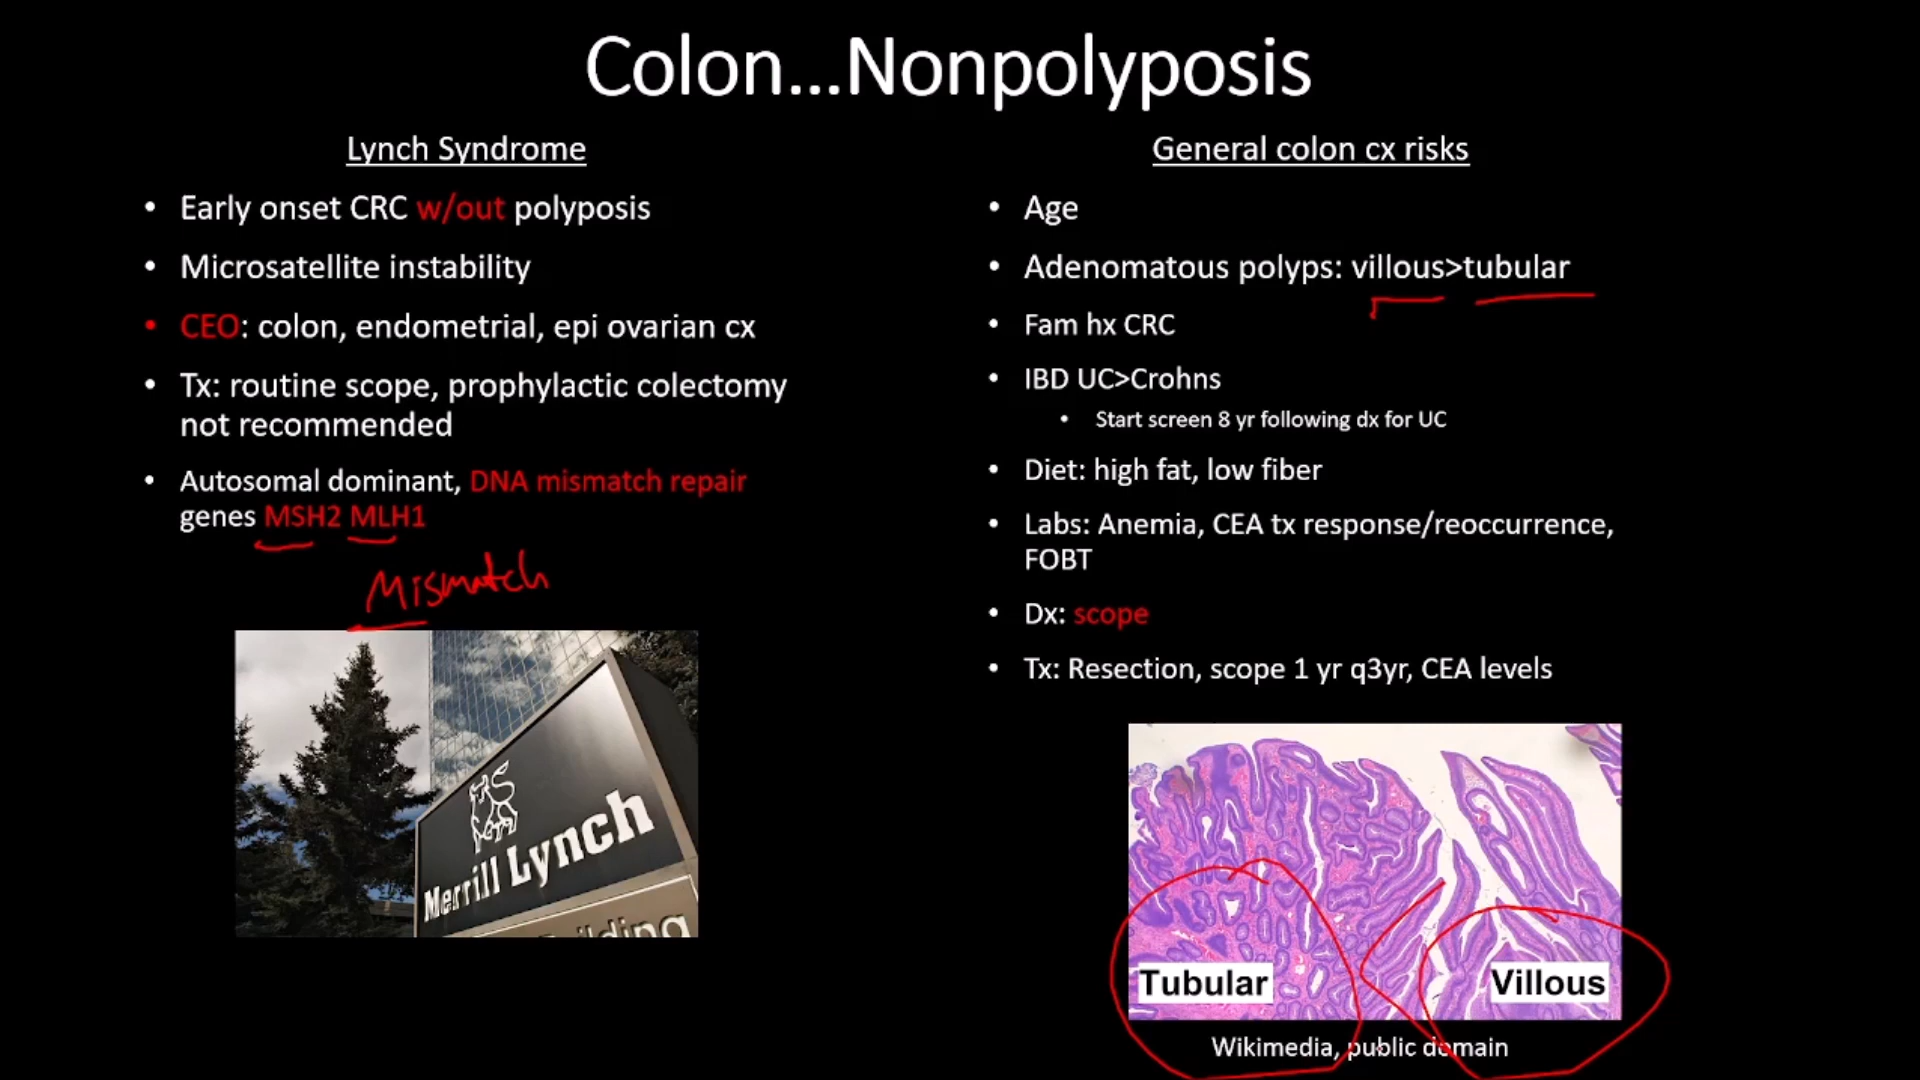 Colon...Nonpolyposis
Lynch Syndrome
• Early onset CRC w/out polyposis
• Microsatellite instability
• CEO: colon, endometrial, epi ovarian cx
• Tx: routine scope, prophylactic colectomy
not recommended
• Autosomal dominant, DNA mismatch repair
genes MSH2 MLH1
Mismatch
Merrill Lynch
Building
General colon cx risks
• Age
• Adenomatous polyps: villous>tubular
• Fam hx CRC
• IBD UC>Crohns
• Start screen 8 yr following dx for UC
• Diet: high fat, low fiber
• Labs: Anemia, CEA tx response/reoccurrence,
FOBT
• Dx: scope
• Tx: Resection, scope 1 yr q3yr, CEA levels
Tubular
Villous
Wikimedia, public domain